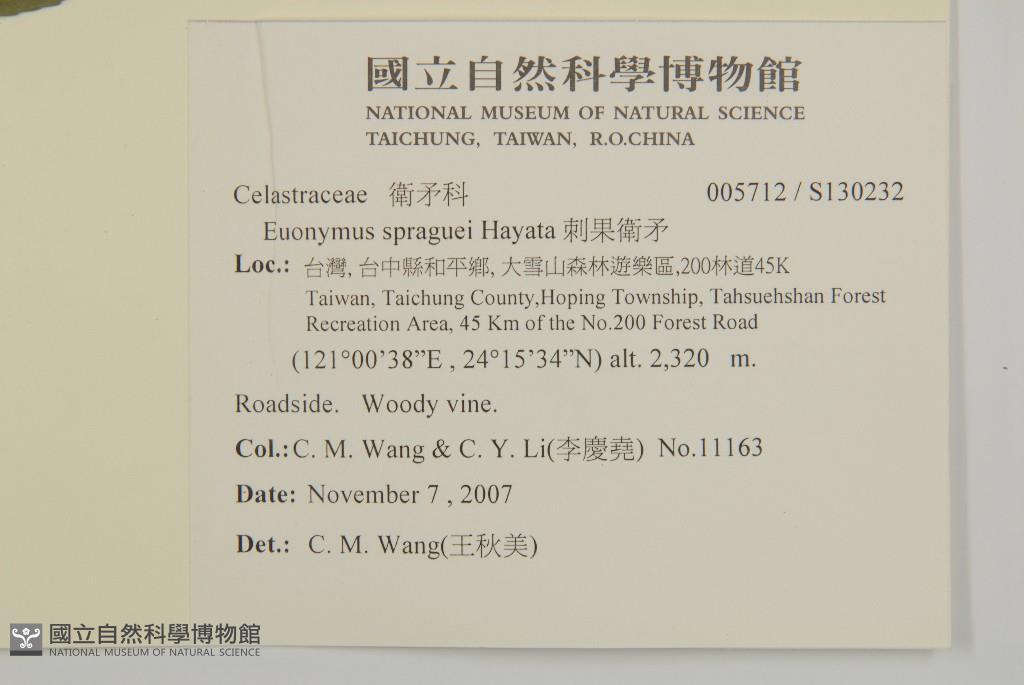 國立自然科學博物館
NATIONAL MUSEUM OF NATURAL SCIENCE
TAICHUNG, TAIWAN, R.O.CHINA
Celastraceae 衛矛科 005712 / S130232
Euonymus spraguei Hayata 刺果衛矛
Loc.: 台灣, 台中縣和平鄉, 大雪山森林遊樂區,200林道45K
Taiwan, Taichung County,Hoping Township, Tahsuehshan Forest
Recreation Area, 45 Km of the No.200 Forest Road
(121°00’38”E , 24°15’34”N) alt. 2,320 m.
Roadside. Woody vine.
Col.:C. M. Wang & C. Y. Li(李慶堯) No.11163
Date: November 7 , 2007
Det.: C. M. Wang(王秋美)
國立自然科學博物館
NATIONAL MUSEUM OF NATURAL SCIENCE